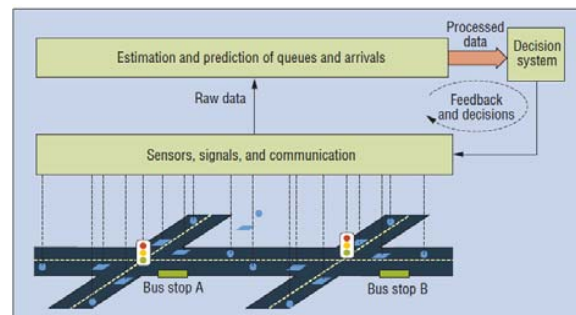 Processed
data
Estimation and prediction of queues and arrivals
Decision
system
Raw data
Feedback
and decisions
Sensors, signals, and communication
Bus stop A
Bus stop B